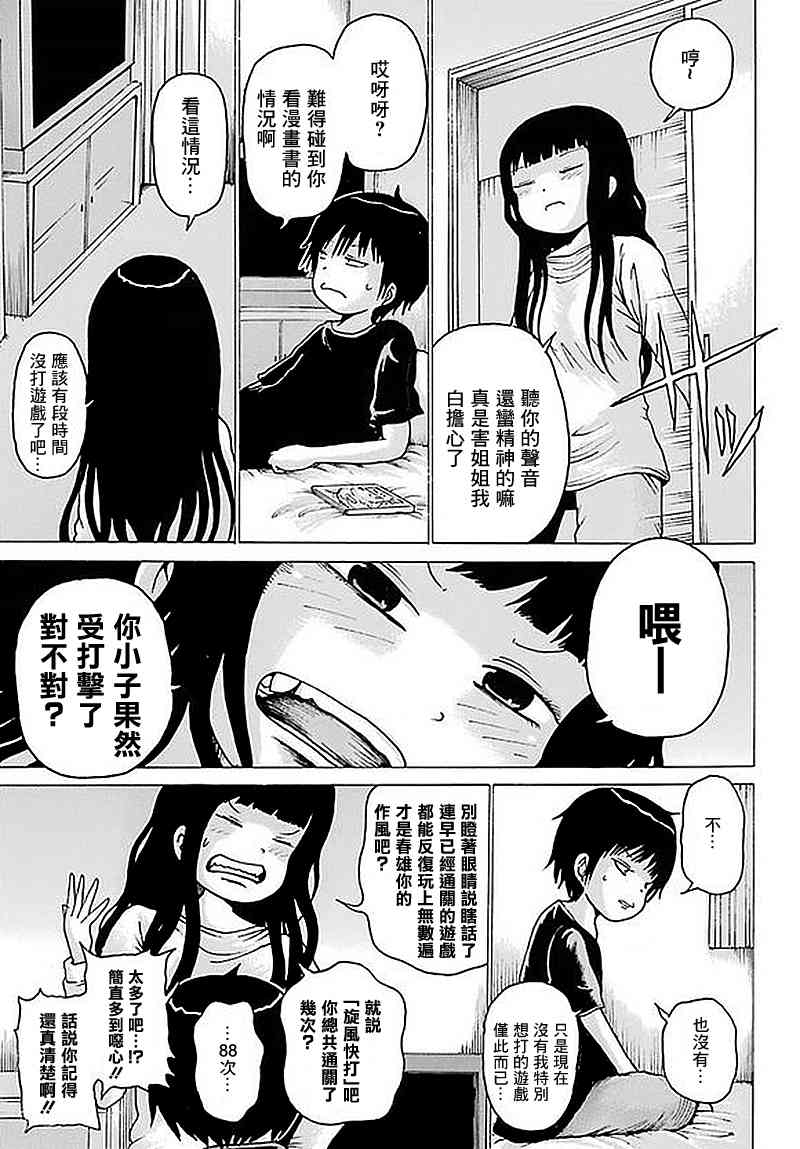 哼~
聽你的聲音
還蠻精神的嘛
真是害姐姐我
白擔心了
哎呀呀?
難得碰到你
看漫畫書的
情況啊
看這情況…
應該有段時間
沒打遊戲了吧…
喂ー
你小子果然
受打擊了
對不對?
不…
也沒有…
只是現在
沒有我特別
想打的遊戲
僅此而已…
別瞪著眼睛説瞎話了
連早已經通關的遊戲
都能反復玩上無數遍
才是春雄你的
作風吧?
就説
「旋風快打」吧
你總共通關了
幾次?
…88次…
太多了吧…!?
簡直多到噁心!!
話説你記得
還真清楚啊!!